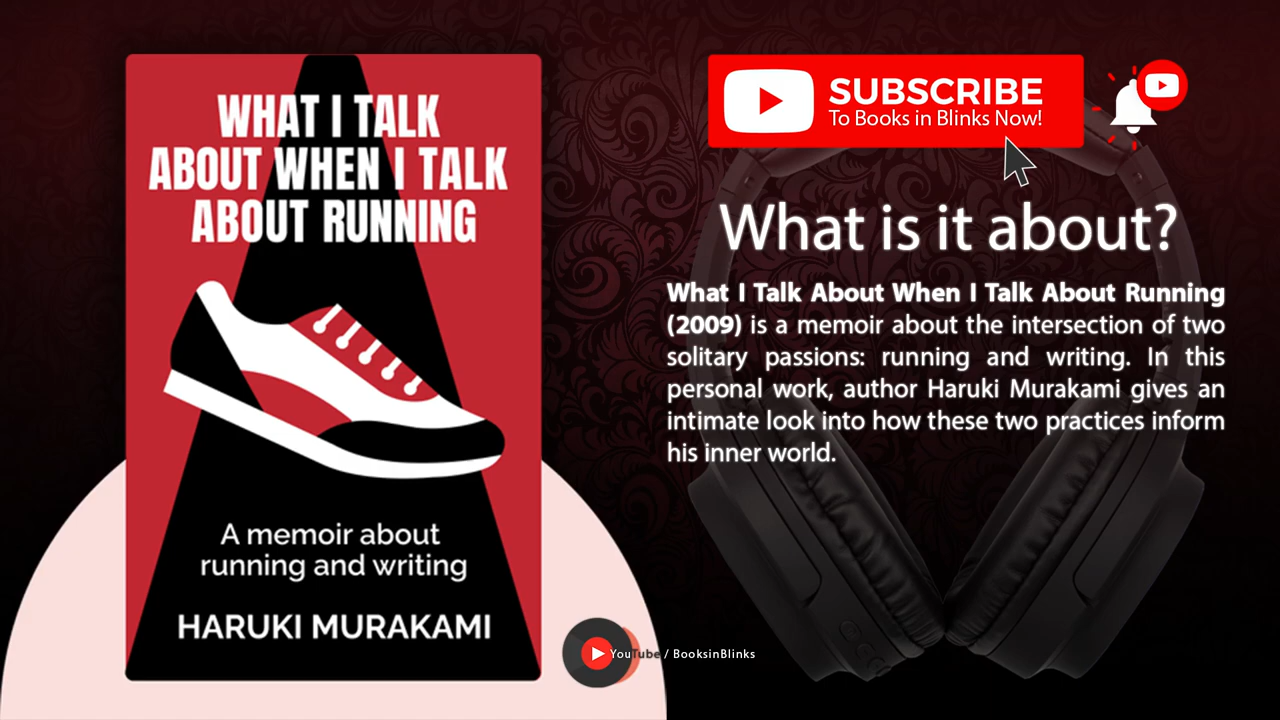 WHAT I TALK
ABOUT WHEN I TALK
ABOUT RUNNING
A memoir about
running and writing
HARUKI MURAKAMI
SUBSCRIBE
To Books in Blinks Now!
What is it about?
What I Talk About When I Talk About Running
(2009) is a memoir about the intersection of two
solitary passions: running and writing. In this
personal work, author Haruki Murakami gives an
intimate look into how these two practices inform
his inner world.
YouTube / BooksinBlinks